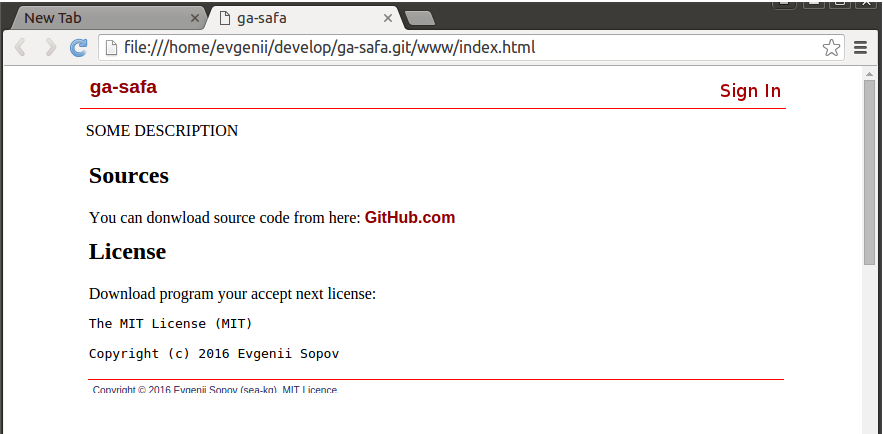 New Tab
ga-safa
file:///home/evgenii/develop/ga-safa.git/www/index.html
ga-safa
Sign In
SOME DESCRIPTION
Sources
You can donwload source code from here: GitHub.com
License
Download program your accept next license:
The MIT License (MIT)
Copyright (c) 2016 Evgenii Sopov
Copyright © 2016 Evgenii Sopov (sea-kg). MIT Licence.